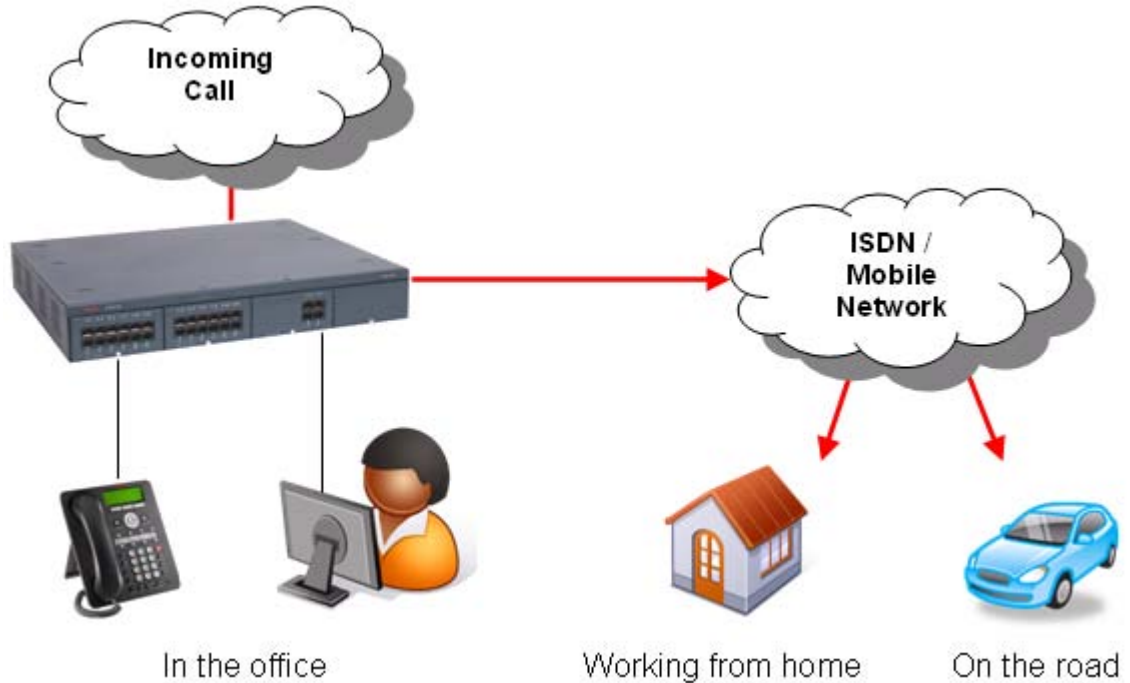 Incoming
Call
ISDN /
Mobile
Network
In the office
Working from home
On the road